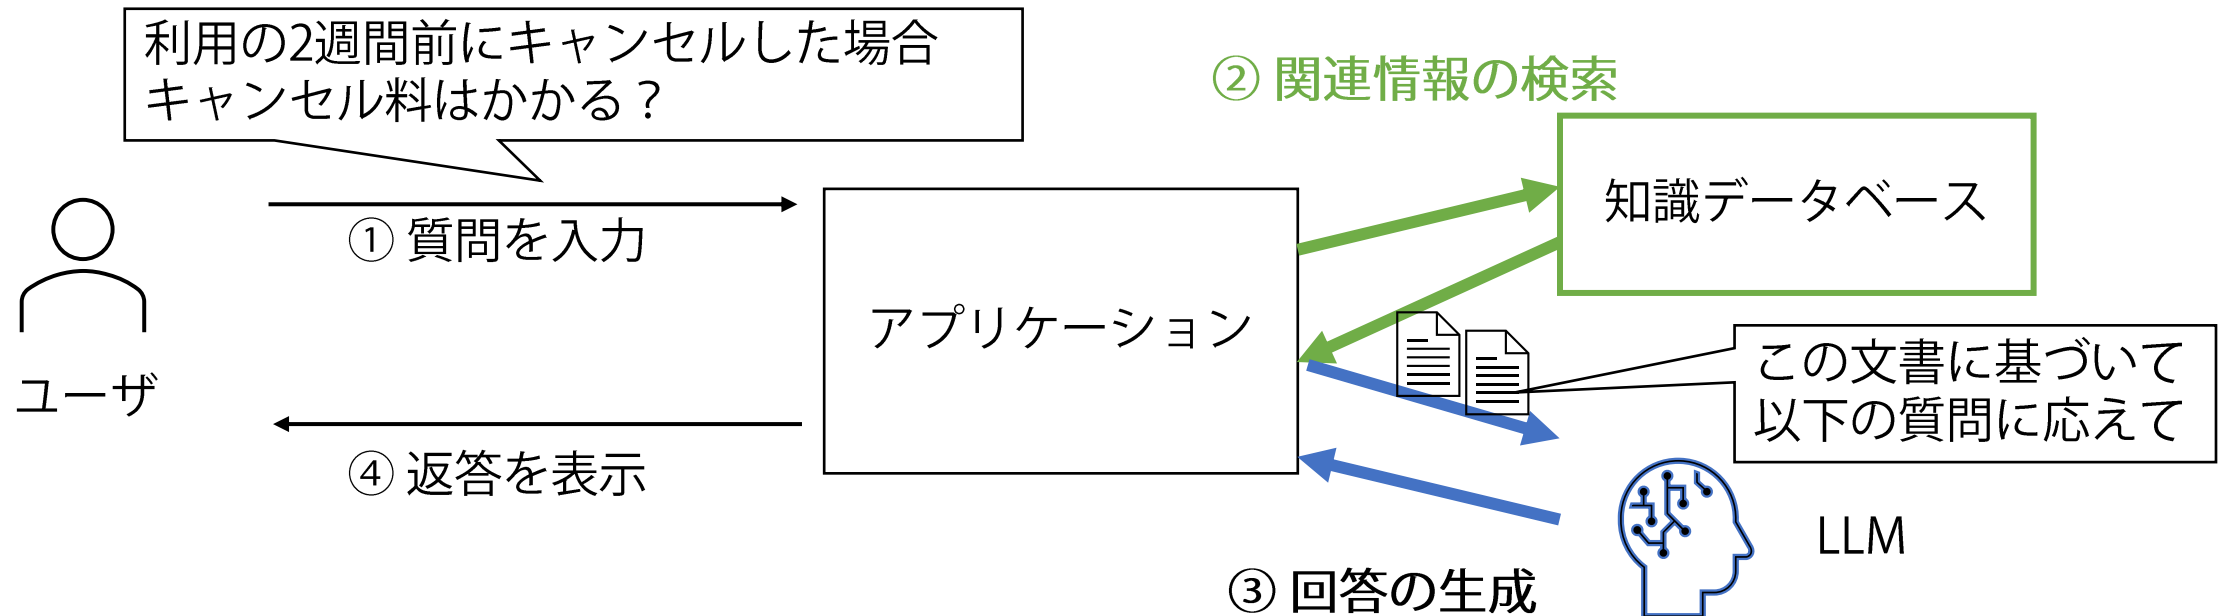 利用の2週間前にキャンセルした場合
キャンセル料はかかる？
② 関連情報の検索
知識データベース
① 質問を入力
アプリケーション
ユーザ
この文書に基づいて
以下の質問に応えて
④ 返答を表示
LLM
③ 回答の生成